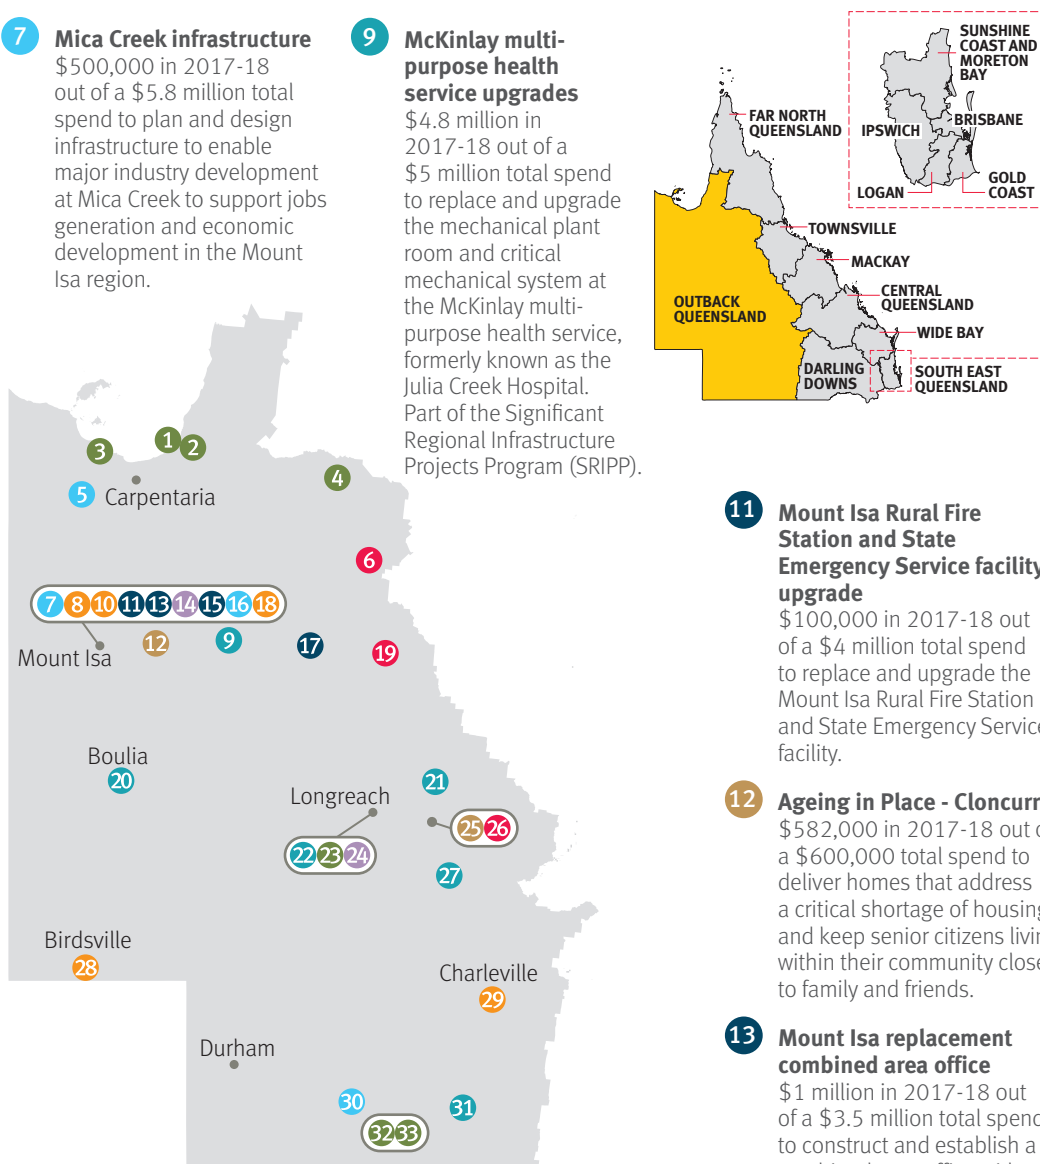 7
Mica Creek infrastructure
$500,000 in 2017-18
out of a $5.8 million total
spend to plan and design
infrastructure to enable
major industry development
at Mica Creek to support jobs
generation and economic
development in the Mount
Isa region.
9
McKinlay multi-
purpose health
service upgrades
$4.8 million in
2017-18 out of a
$5 million total spend
to replace and upgrade
the mechanical plant
room and critical
mechanical system at
the McKinlay multi-
purpose health service,
formerly known as the
Julia Creek Hospital.
Part of the Significant
Regional Infrastructure
Projects Program (SRIPP).
SUNSHINE
COAST AND
MORETON
BAY
BRISBANE
IPSWICH
LOGAN
GOLD
COAST
FAR NORTH
QUEENSLAND
TOWNSVILLE
MACKAY
CENTRAL
QUEENSLAND
WIDE BAY
OUTBACK
QUEENSLAND
DARLING
DOWNS
SOUTH EAST
QUEENSLAND
1
2
3
4
5
Carpentaria
6
7 8 10 11 13 14 15 16 18
12
9
17
19
Mount Isa
Boulia
20
21
Longreach
25 26
22 23 24
27
Birdsville
28
Charleville
29
Durham
30
31
32 33
11
Mount Isa Rural Fire
Station and State
Emergency Service facility
upgrade
$100,000 in 2017-18 out
of a $4 million total spend
to replace and upgrade the
Mount Isa Rural Fire Station
and State Emergency Service
facility.
12
Ageing in Place - Cloncurr
$582,000 in 2017-18 out
a $600,000 total spend to
deliver homes that address
a critical shortage of housing
and keep senior citizens livin
within their community close
to family and friends.
13
Mount Isa replacement
combined area office
$1 million in 2017-18 out
of a $3.5 million total spend
to construct and establish a